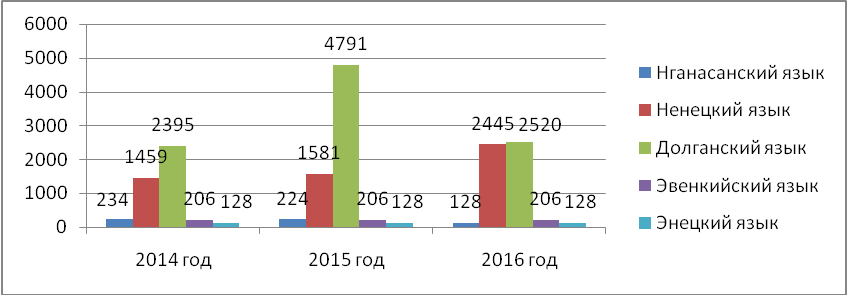 6000
5000
4000
3000
2000
1000
0
234
1459
2395
206
128
224
1581
4791
206
128
128
2445
2520
206
128
2014 год
2015 год
2016 год
Нганасанский язык
Ненецкий язык
Долганский язык
Эвенкийский язык
Энецкий язык